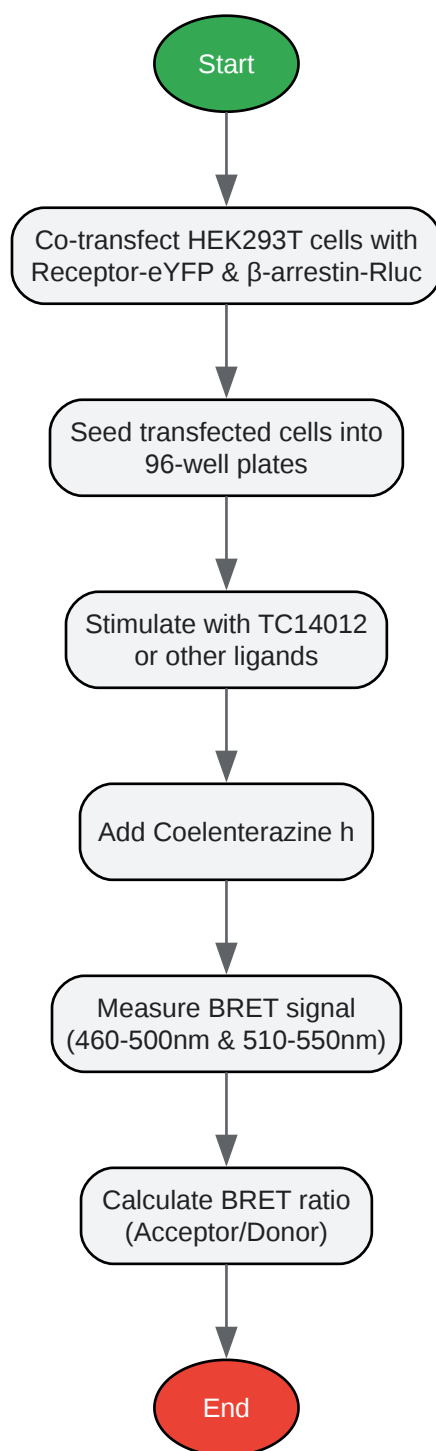 Start
Co-transfect HEK293T cells with
Receptor-eYFP & β-arrestin-Rluc
Seed transfected cells into
96-well plates
Stimulate with TC14012
or other ligands
Add Coelenterazine h
Measure BRET signal
(460-500nm & 510-550nm)
Calculate BRET ratio
(Acceptor/Donor)
End